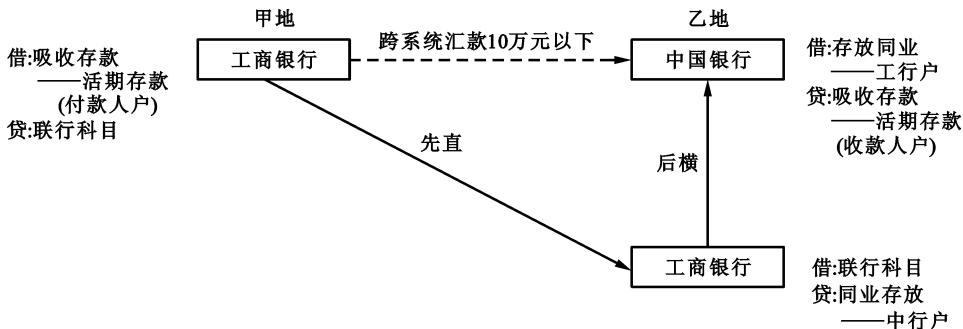 甲地
乙地
借:吸收存款
——活期存款
(付款人户)
贷:联行科目
工商银行
跨系统汇款10万元以下
中国银行
借:存放同业
——工行户
贷:吸收存款
——活期存款
(收款人户)
先直
后横
工商银行
借:联行科目
贷:同业存放
——中行户